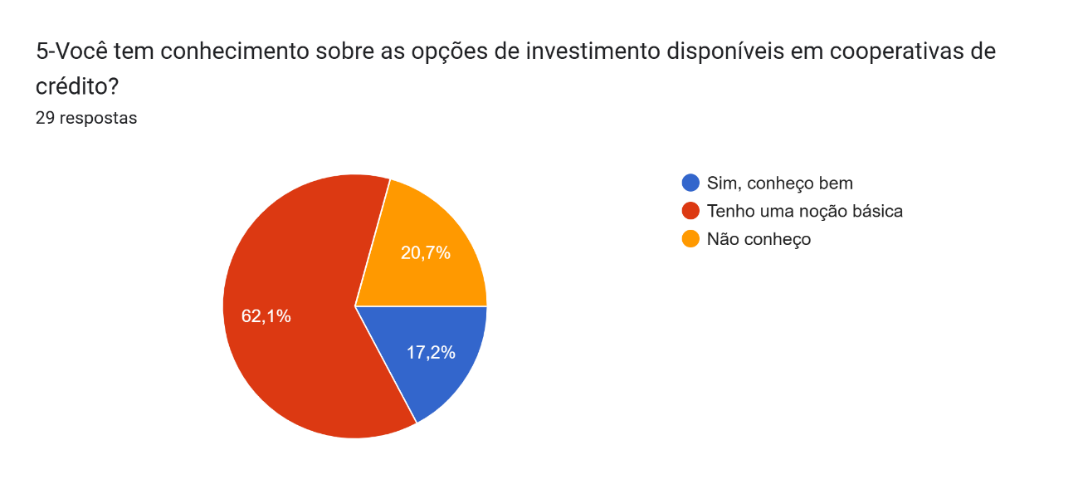 5-Você tem conhecimento sobre as opções de investimento disponíveis em cooperativas de
crédito?
29 respostas
Sim, conheço bem
Tenho uma noção básica
Não conheço
20,7%
62,1%
17,2%